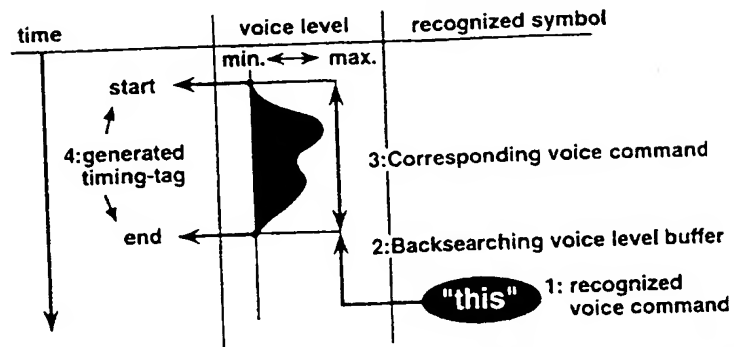 time
voice level
recognized symbol
min.
max.
start
4:generated
timing-tag
3:Corresponding voice command
end
2:Backsearching voice level buffer
"this"
1: recognized
voice command